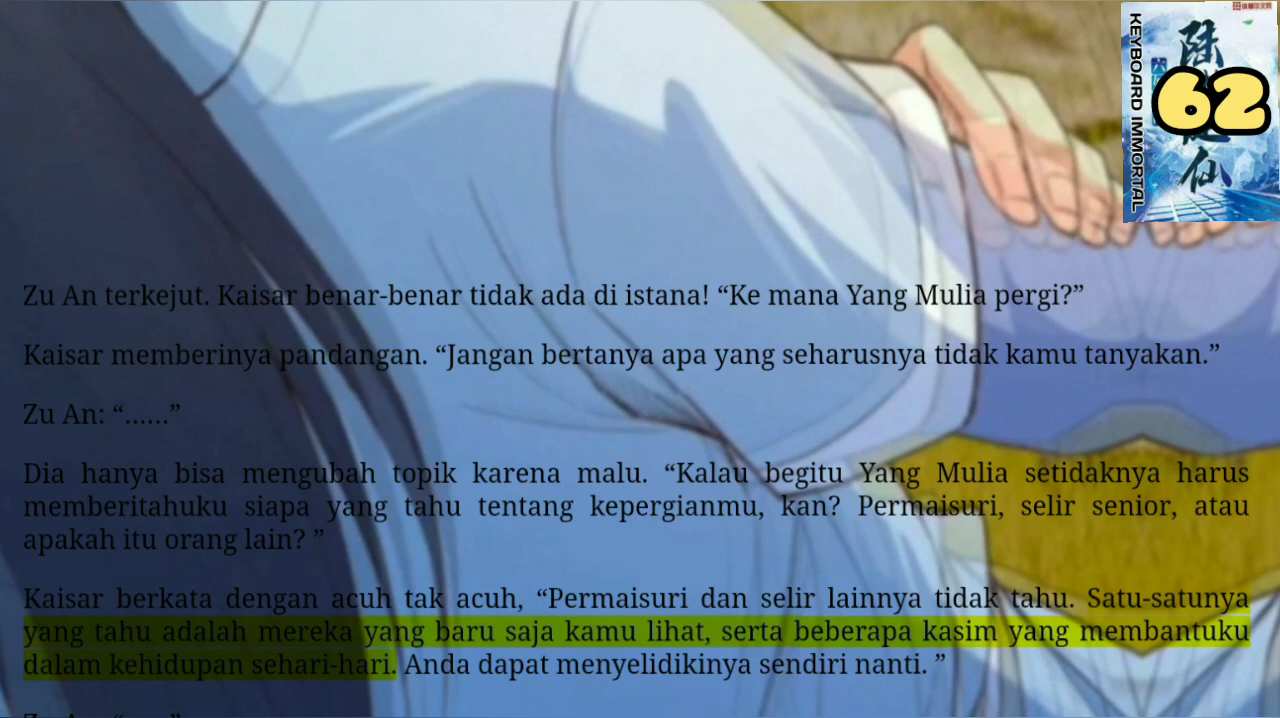 KEYBOARD IMMORTAL
62
Zu An terkejut. Kaisar benar-benar tidak ada di istana! “Ke mana Yang Mulia pergi?”
Kaisar memberinya pandangan. “Jangan bertanya apa yang seharusnya tidak kamu tanyakan.”
Zu An: “……”
Dia hanya bisa mengubah topik karena malu. “Kalau begitu Yang Mulia setidaknya harus
memberitahuku siapa yang tahu tentang kepergianmu, kan? Permaisuri, selir senior, atau
apakah itu orang lain? ”
Kaisar berkata dengan acuh tak acuh, “Permaisuri dan selir lainnya tidak tahu. Satu-satunya
yang tahu adalah mereka yang baru saja kamu lihat, serta beberapa kasim yang membantuku
dalam kehidupan sehari-hari. Anda dapat menyelidikinya sendiri nanti. ”